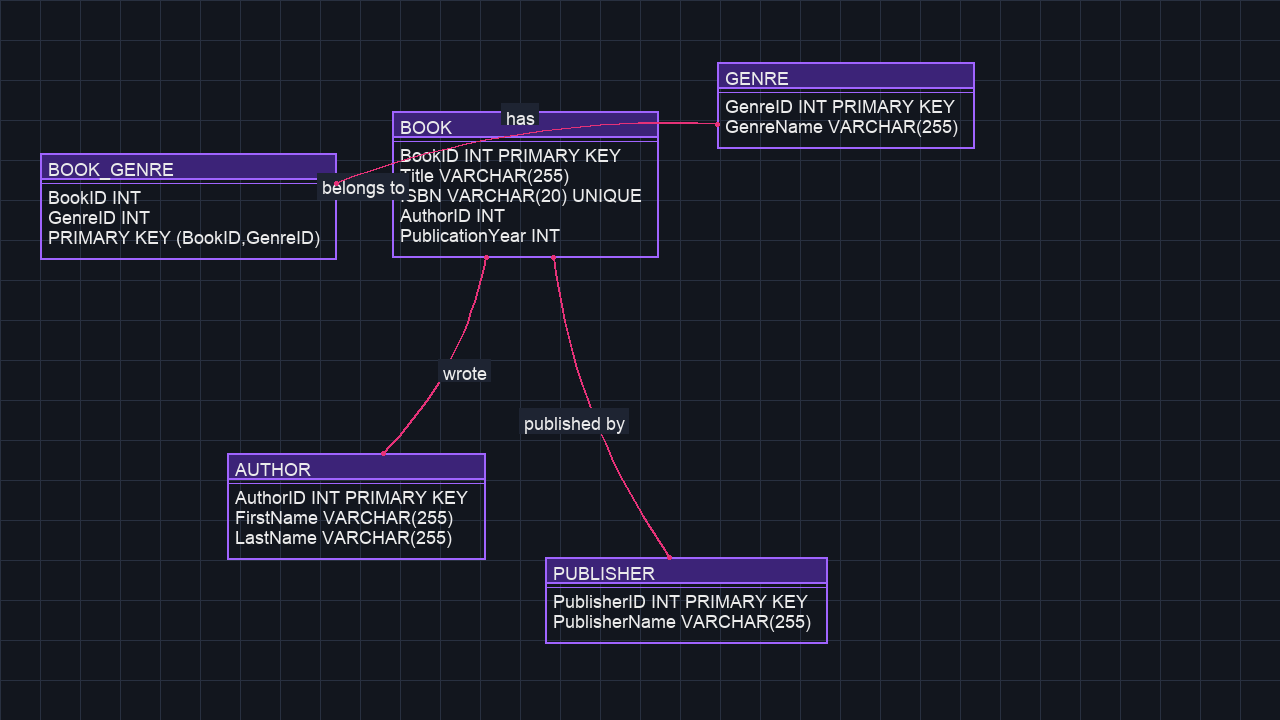 GENRE
GenreID INT PRIMARY KEY
GenreName VARCHAR(255)
has
BOOK
BookID INT PRIMARY KEY
Title VARCHAR(255)
ISBN VARCHAR(20) UNIQUE
AuthorID INT
PublicationYear INT
BOOK_GENRE
BookID INT
GenreID INT
PRIMARY KEY (BookID,GenreID)
belongs to
wrote
published by
AUTHOR
AuthorID INT PRIMARY KEY
FirstName VARCHAR(255)
LastName VARCHAR(255)
PUBLISHER
PublisherID INT PRIMARY KEY
PublisherName VARCHAR(255)